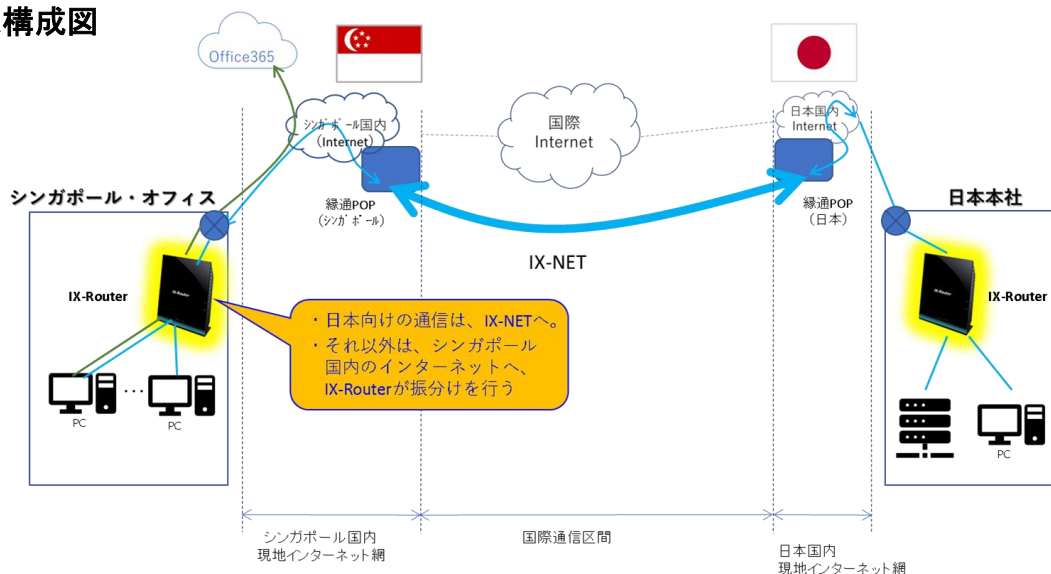 構成図
Office365
シンガポール国内
(Internet)
国際
Internet
日本国内
Internet
シンガポール・オフィス
縁通POP
(シンガポール)
縁通POP
(日本)
日本本社
IX-NET
IX-Router
IX-Router
IX-Router
IX-Router
・日本向けの通信は、IX-NETへ。
・それ以外は、シンガポール
国内のインターネットへ、
IX-Routerが振分けを行う
…
PC
PC
PC
シンガポール国内
現地インターネット網
国際通信区間
日本国内
現地インターネット網